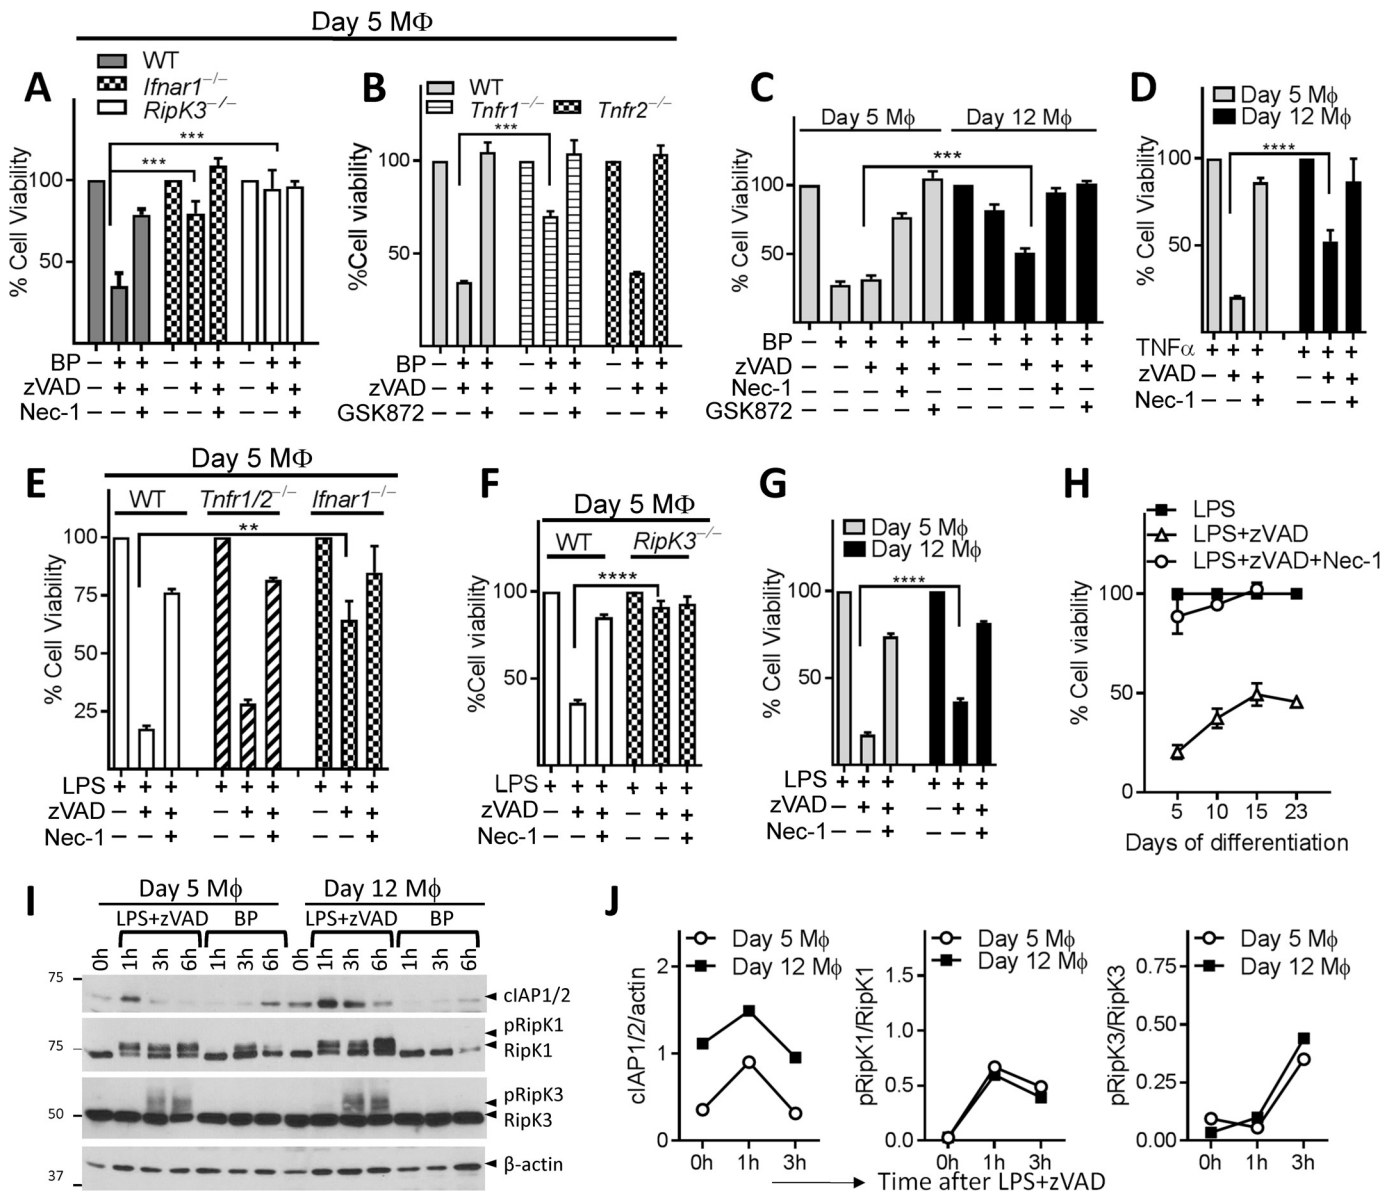 Day 5 MΦ
A
WT
Ifnar1−/−
RipK3−/−
***
***
% Cell Viability
100
50
BP − + + − + + − + +
zVAD − + + − + + − + +
Nec-1 − − + − − + − − +
B
WT
Tnfr1−/−
Tnfr2−/−
***
%Cell viability
100
50
BP − + + − + + − + +
zVAD − + + − + + − + +
GSK872 − − + − − + − − +
C
Day 5 Mϕ
Day 12 Mϕ
***
% Cell Viability
100
50
BP − + + + + − + + + +
zVAD − − + + + − − + + +
Nec-1 − − − + − − − − + −
GSK872 − − − − + − − − − +
D
Day 5 Mϕ
Day 12 Mϕ
****
% Cell Viability
100
50
0
TNFα + + + + + +
zVAD − + + − + +
Nec-1 − − + − − +
E
Day 5 MΦ
WT
Tnfr1/2−/−
Ifnar1−/−
**
% Cell Viability
100
75
50
25
LPS + + + + + + + + +
zVAD − + + − + + − + +
Nec-1 − − + − − + − − +
F
Day 5 MΦ
WT
RipK3−/−
****
%Cell viability
100
50
LPS + + + + + +
zVAD − + + − + +
Nec-1 − − + − − +
G
Day 5 Mϕ
Day 12 Mϕ
****
% Cell Viability
100
50
0
LPS + + + + + +
zVAD − + + − + +
Nec-1 − − + − − +
H
LPS
LPS+zVAD
LPS+zVAD+Nec-1
% Cell viability
100
50
0
5 10 15 23
Days of differentiation
I
Day 5 Mϕ
Day 12 Mϕ
LPS+zVAD
BP
LPS+zVAD
BP
0h 1h 3h 6h 1h 3h 6h 0h 1h 3h 6h 1h 3h 6h
75
cIAP1/2
pRipK1
75
RipK1
pRipK3
50
RipK3
β-actin
37
J
Day 5 Mϕ
Day 12 Mϕ
cIAP1/2/actin
2
1
0
0h 1h 3h
Day 5 Mϕ
Day 12 Mϕ
pRipK1/RipK1
1.5
1.0
0.5
0.0
0h 1h 3h
Day 5 Mϕ
Day 12 Mϕ
pRipK3/RipK3
0.75
0.50
0.25
0.00
0h 1h 3h
Time after LPS+zVAD